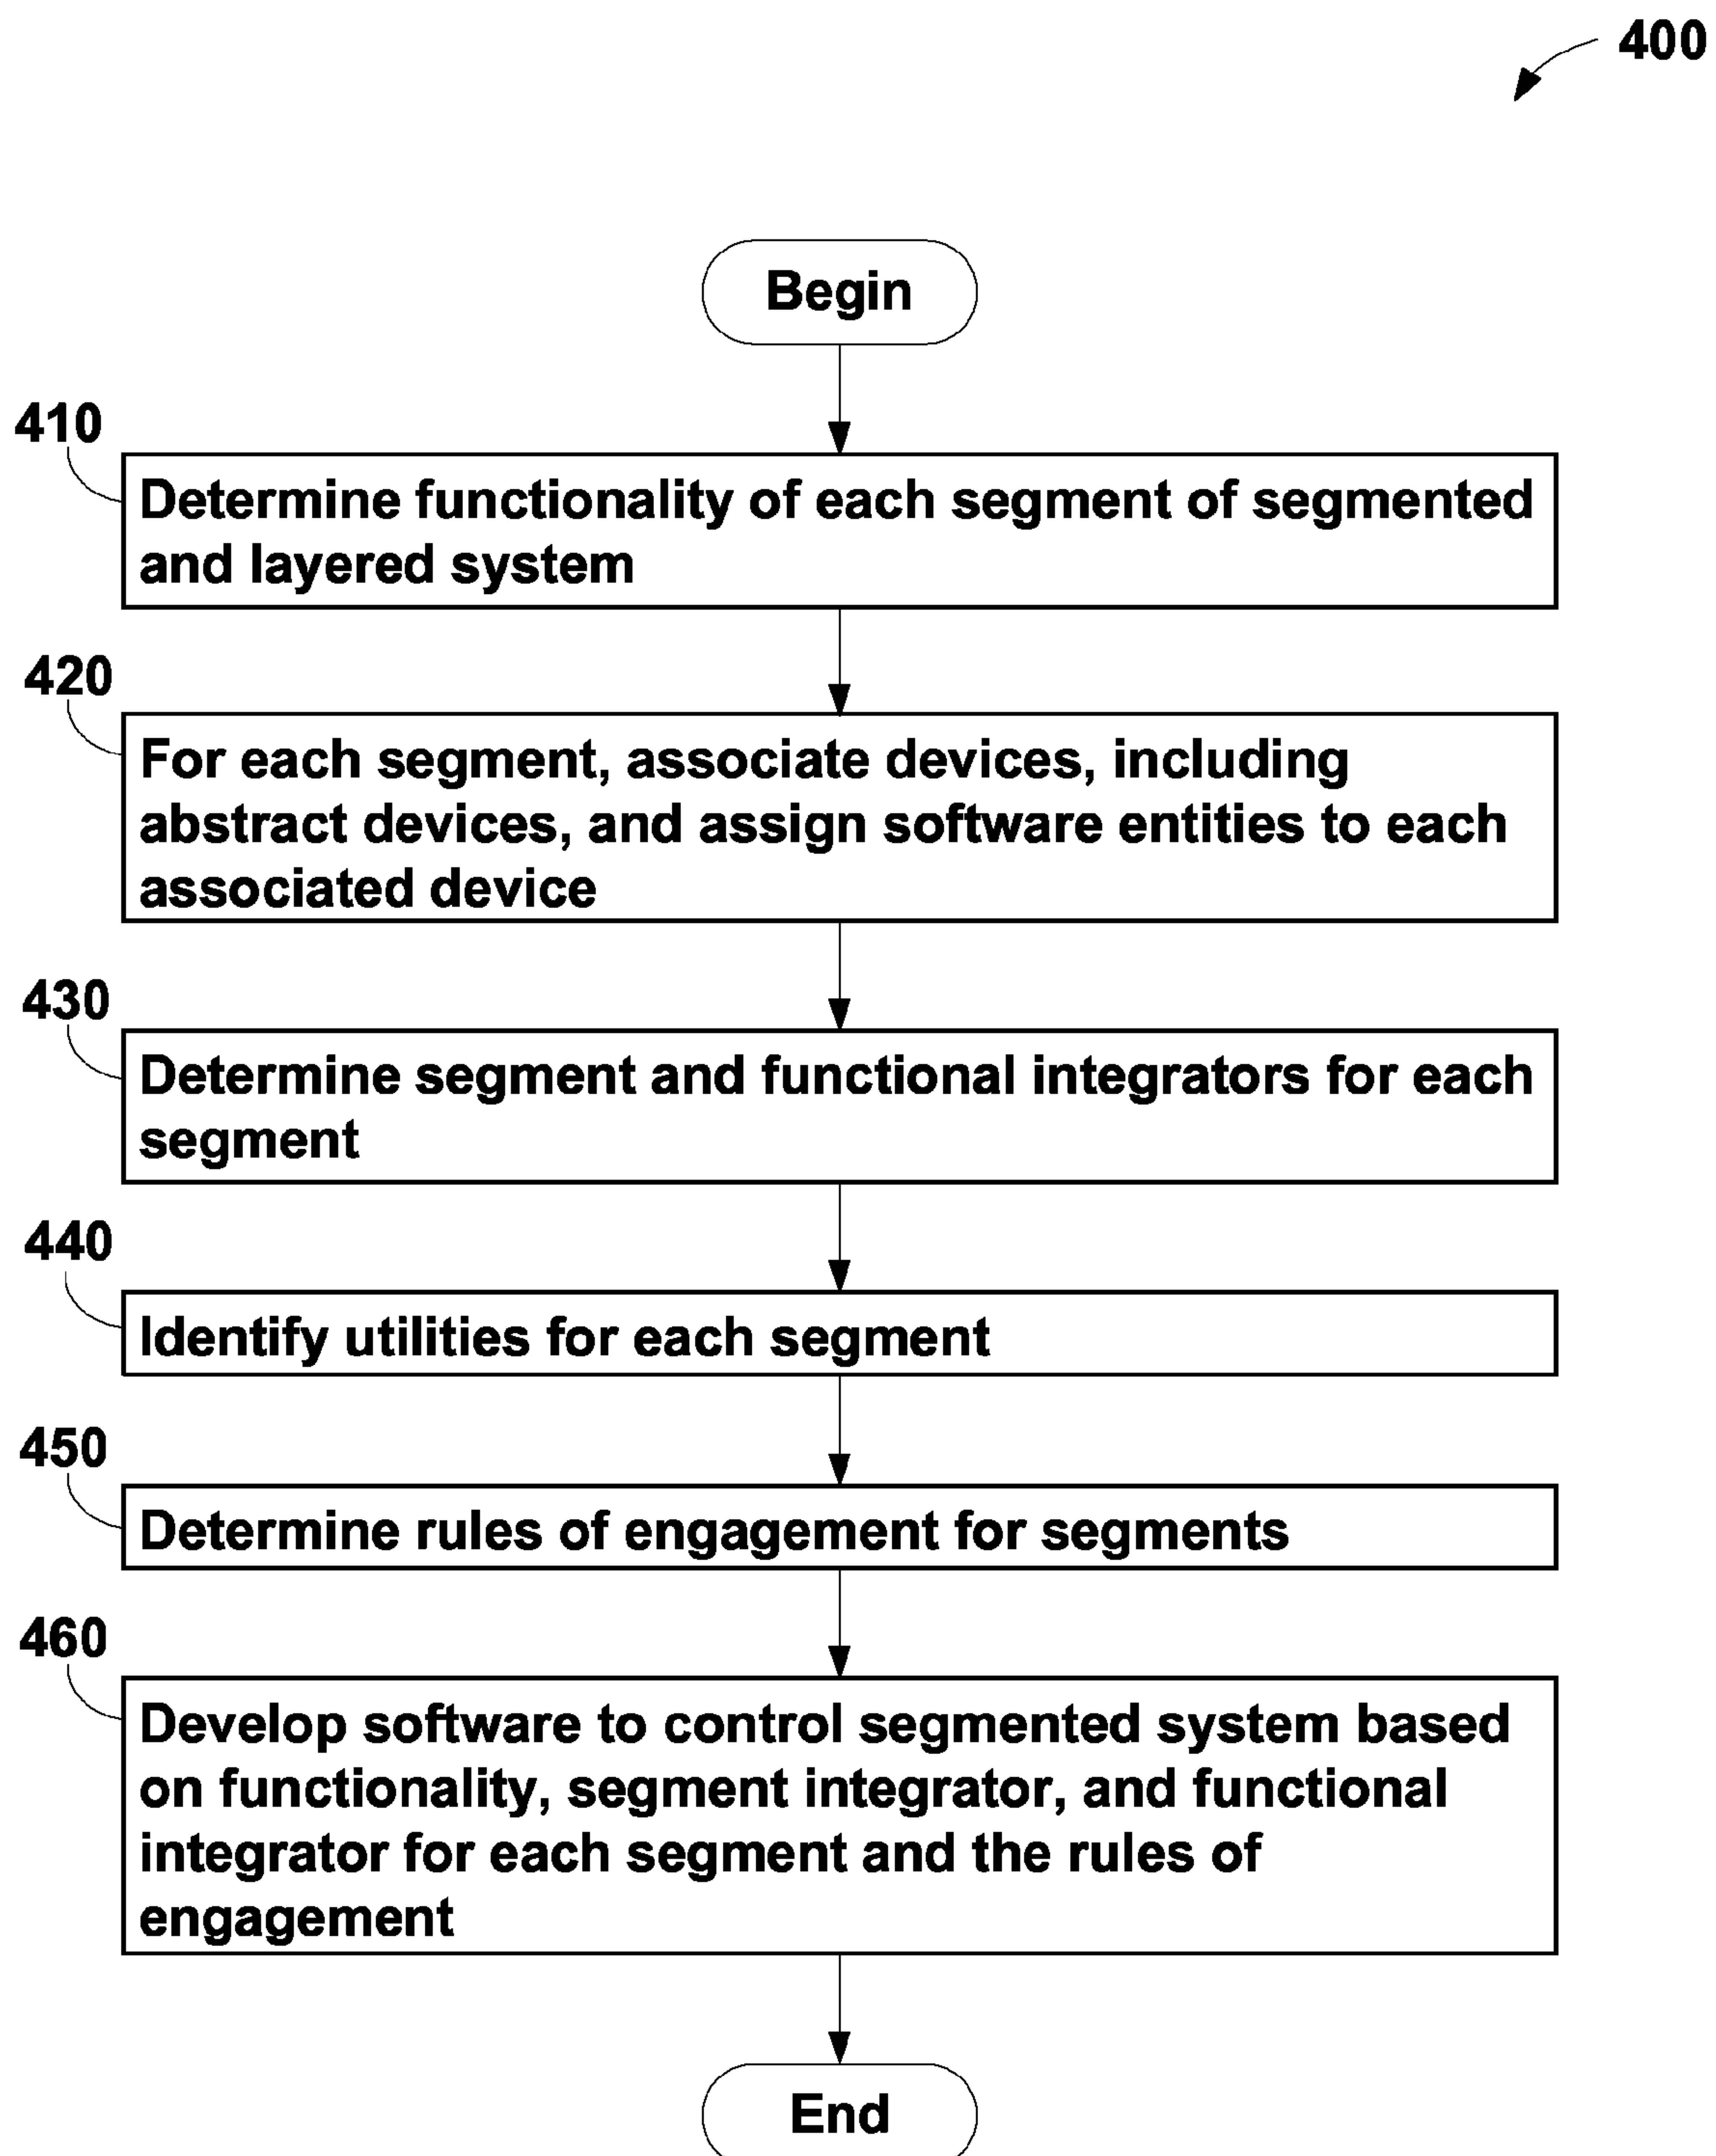 400
Begin
410
Determine functionality of each segment of segmented
and layered system
420
For each segment, associate devices, including
abstract devices, and assign software entities to each
associated device
430
Determine segment and functional integrators for each
segment
440
Identify utilities for each segment
450
Determine rules of engagement for segments
460
Develop software to control segmented system based
on functionality, segment integrator, and functional
integrator for each segment and the rules of
engagement
End